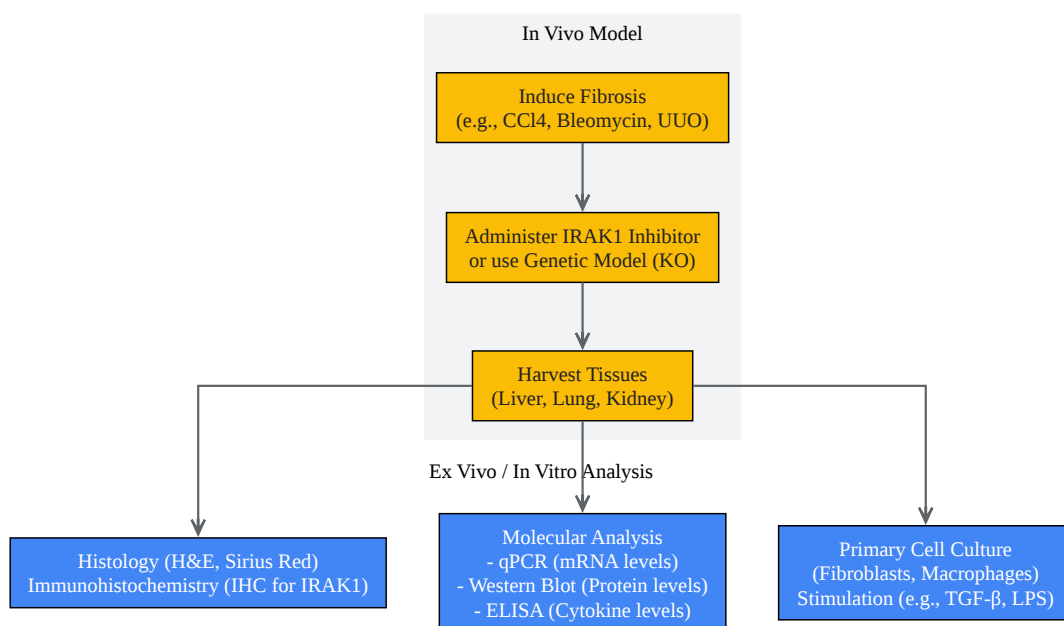 In Vivo Model
Induce Fibrosis
(e.g., CCl4, Bleomycin, UUO)
Administer IRAK1 Inhibitor
or use Genetic Model (KO)
Harvest Tissues
(Liver, Lung, Kidney)
Ex Vivo / In Vitro Analysis
Histology (H&E, Sirius Red)
Immunohistochemistry (IHC for IRAK1)
Molecular Analysis
- qPCR (mRNA levels)
- Western Blot (Protein levels)
- ELISA (Cytokine levels)
Primary Cell Culture
(Fibroblasts, Macrophages)
Stimulation (e.g., TGF-β, LPS)